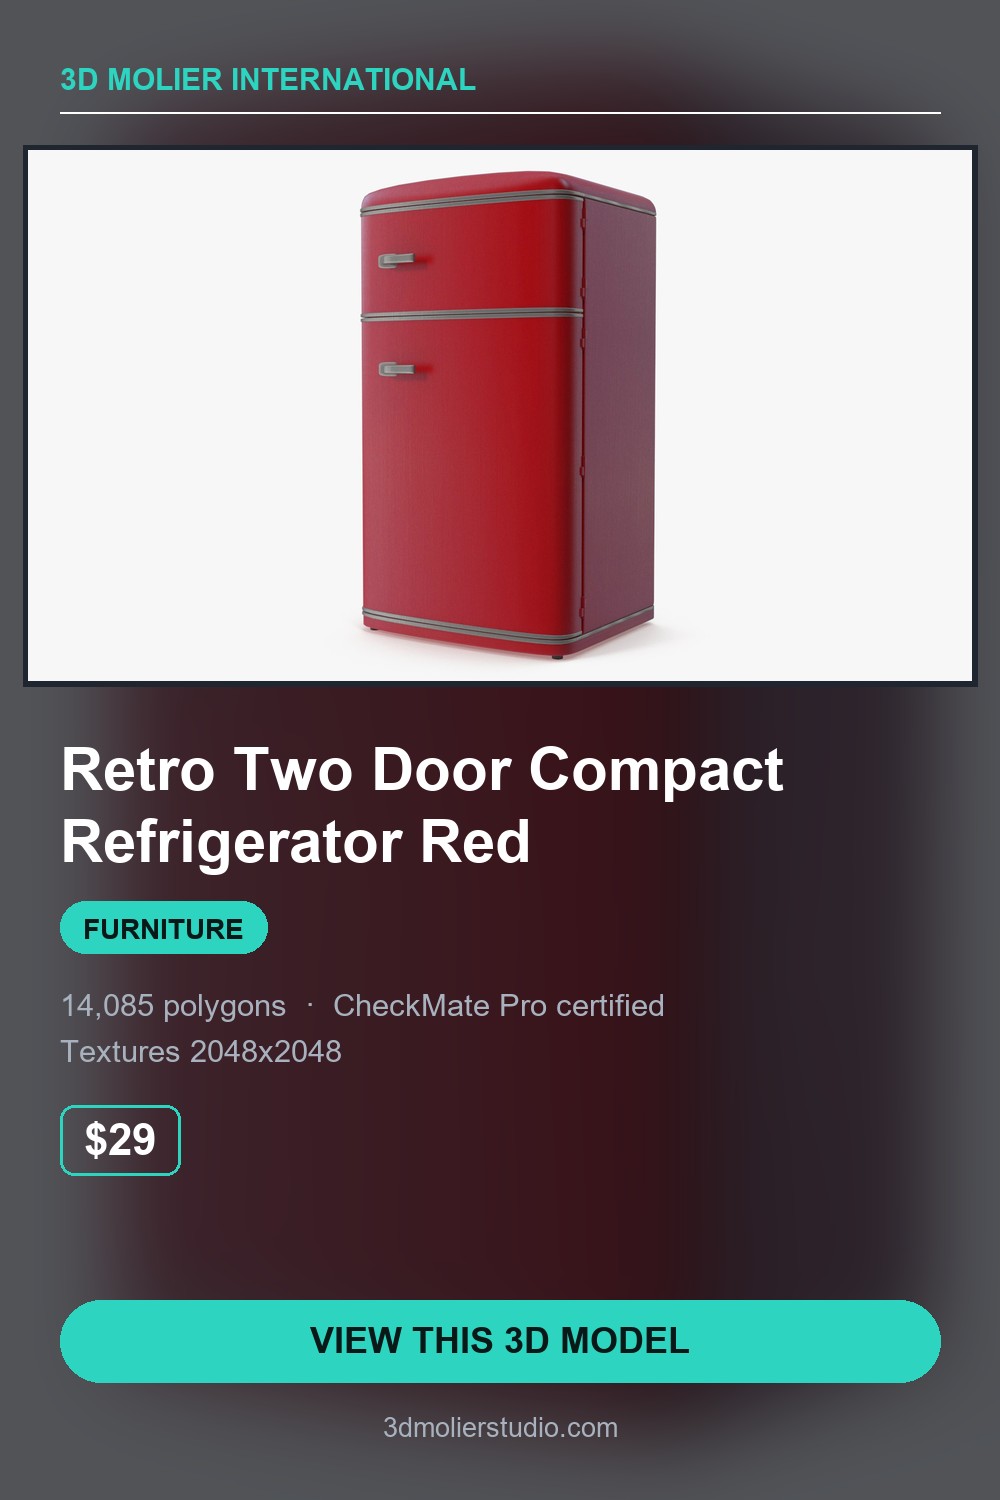 3D MOLIER INTERNATIONAL
Retro Two Door Compact
Refrigerator Red
FURNITURE
14,085 polygons · CheckMate Pro certified
Textures 2048x2048
$29
VIEW THIS 3D MODEL
3dmolierstudio.com